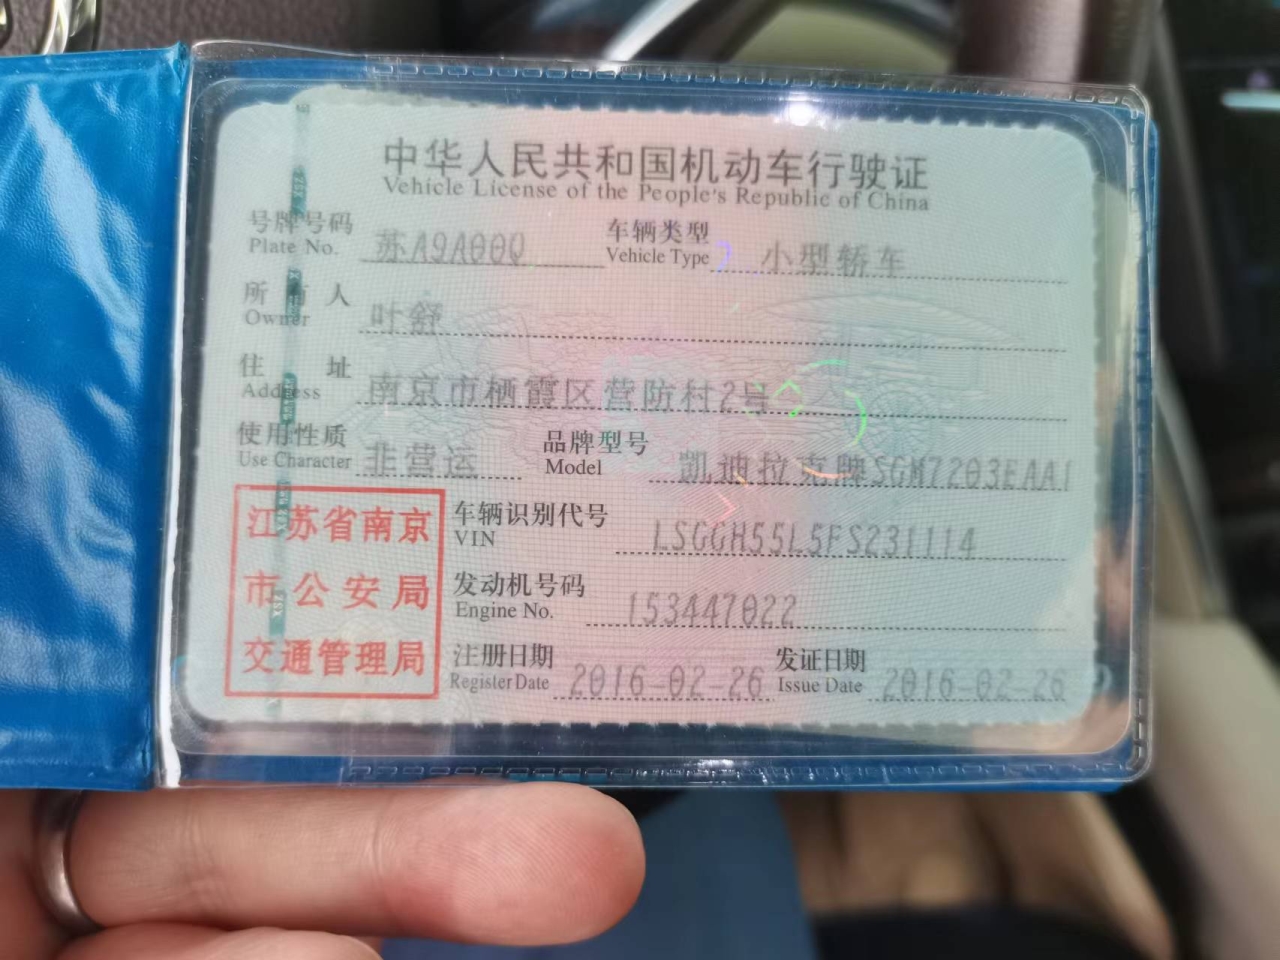 中华人民共和国机动车行驶证
Vehicle License of the People's Republic of China
号牌号码 苏A9A00Q 车辆类型 小型轿车
Plate No. Vehicle Type
所有人 叶舒
Owner
住址 南京市栖霞区营防村2号
Address
使用性质 非营运 品牌型号 凯迪拉克牌SGM7203EAA1
Use Character Model
江苏省南京
市公安局
交通管理局
车辆识别代号 LSGGH55L5FS231114
VIN
发动机号码 153447022
Engine No.
注册日期 2016-02-26 发证日期 2016-02-26
Register Date Issue Date